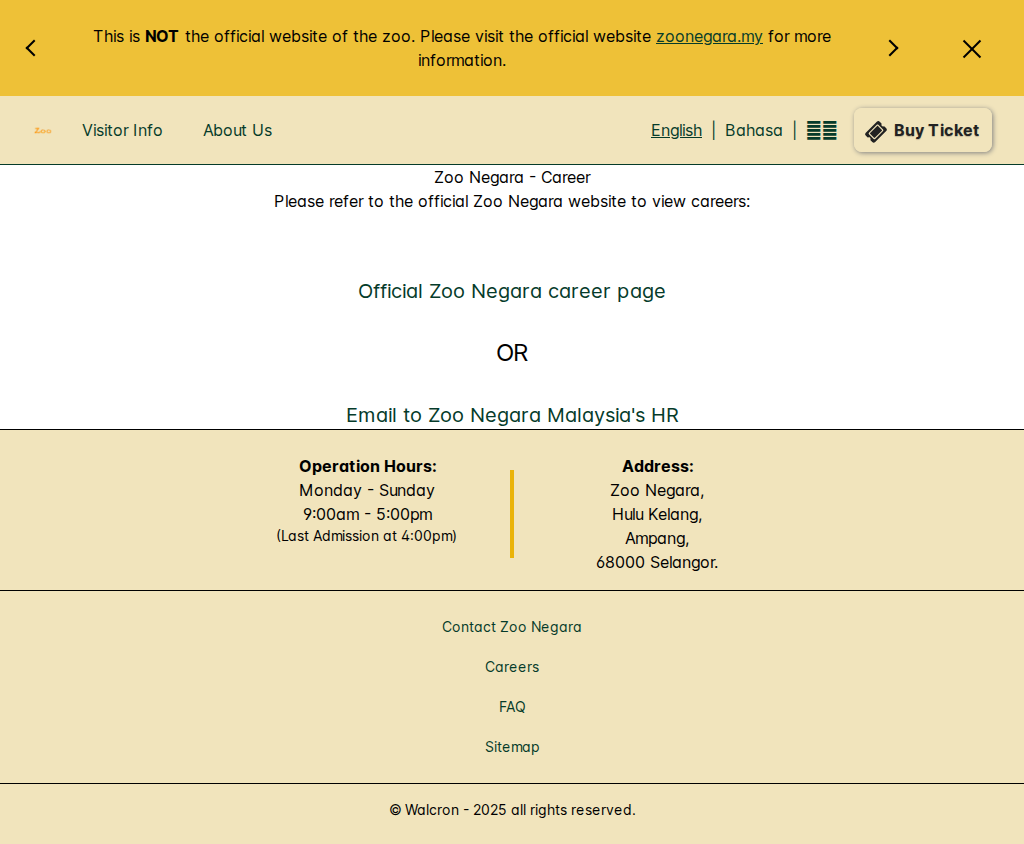 This is NOT the official website of the zoo. Please visit the official website zoonegara.my for more
information.
Zoo
Visitor Info
About Us
English | Bahasa |
Buy Ticket
Zoo Negara - Career
Please refer to the official Zoo Negara website to view careers:
Official Zoo Negara career page
OR
Email to Zoo Negara Malaysia's HR
Operation Hours:
Monday - Sunday
9:00am - 5:00pm
(Last Admission at 4:00pm)
Address:
Zoo Negara,
Hulu Kelang,
Ampang,
68000 Selangor.
Contact Zoo Negara
Careers
FAQ
Sitemap
© Walcron - 2025 all rights reserved.